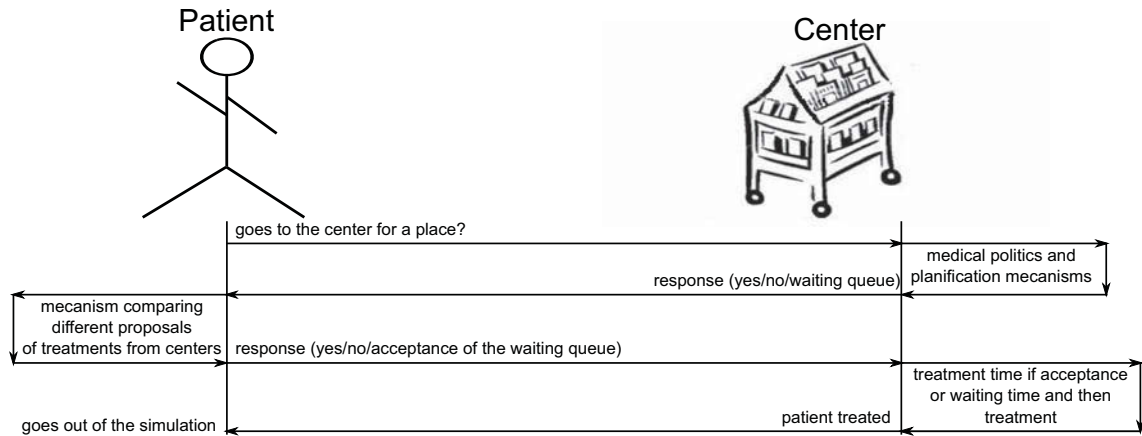 Patient
Center
goes to the center for a place?
medical politics and
planification mechanisms
response (yes/no/waiting queue)
mecanism comparing
different proposals
of treatments from centers
response (yes/no/acceptance of the waiting queue)
treatment time if acceptance
or waiting time and then
treatment
patient treated
goes out of the simulation